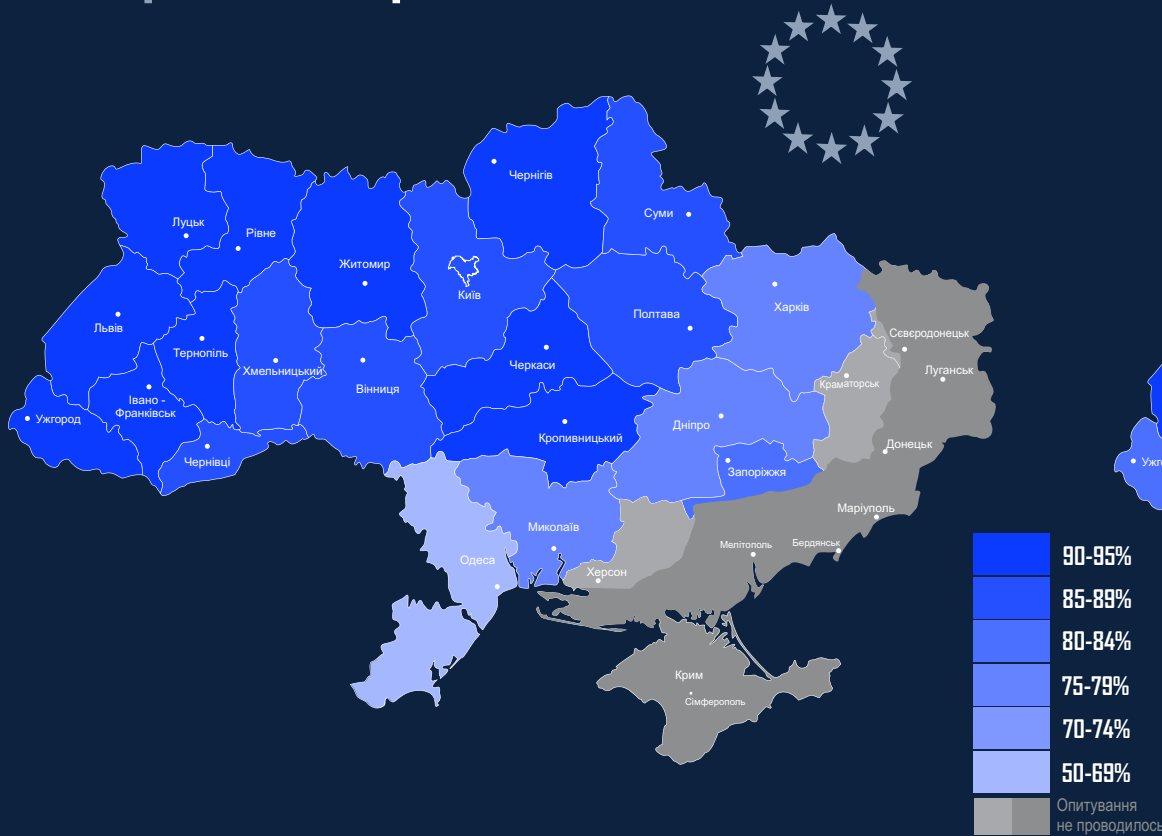 Чернігів
Суми
Луцьк
Рівне
Житомир
Київ
Харків
Львів
Полтава
Сєвєродонецьк
Тернопіль
Черкаси
Хмельницький
Луганськ
Вінниця
Краматорськ
Івано -
Франківськ
Ужгород
Дніпро
Кропивницький
Донецьк
Чернівці
Запоріжжя
Маріуполь
Миколаїв
Мелітополь
Бердянськ
Одеса
Херсон
Крим
Сімферополь
90-95%
85-89%
80-84%
75-79%
70-74%
50-69%
Опитування
не проводилось